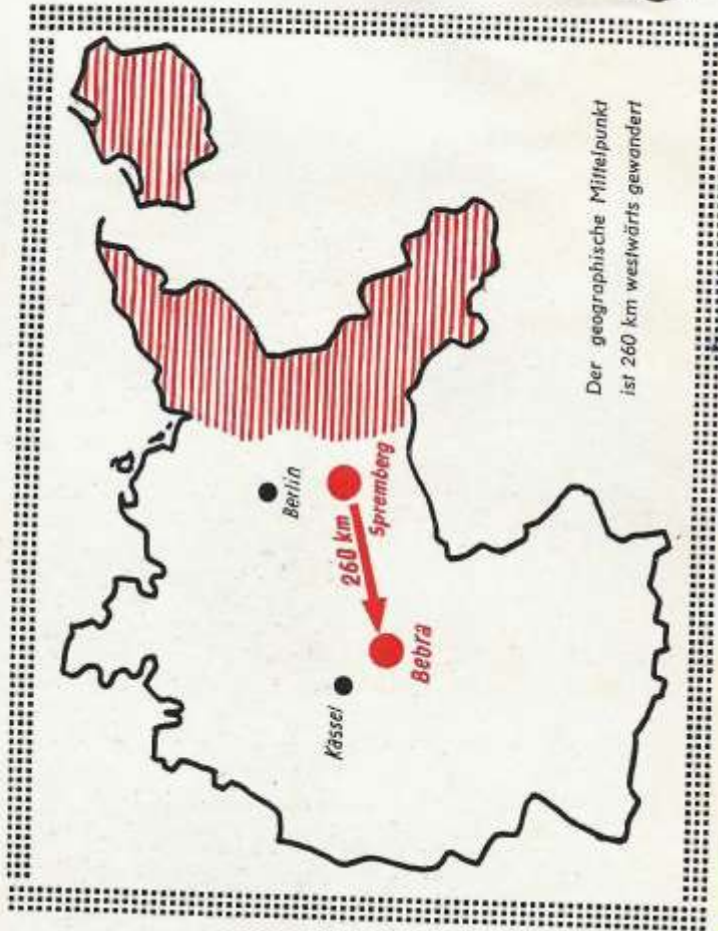 Berlin
260 km
Spremberg
Bebra
Kassel
Der geographische Mittelpunkt
ist 260 km westwärts gewandert